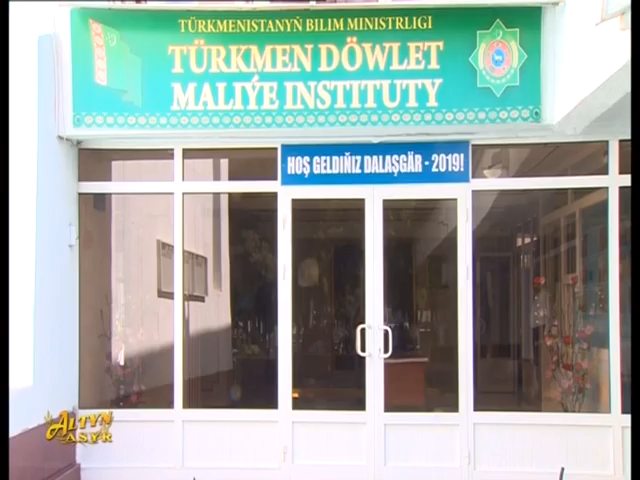 TÜRKMENISTANYŇ BILIM MINISTRLIGI
TÜRKMEN DÖWLET
MALIÝE INSTITUTY
HOŞ GELDIŇIZ DALAŞGÄR - 2019!
ALTYN
ASYR